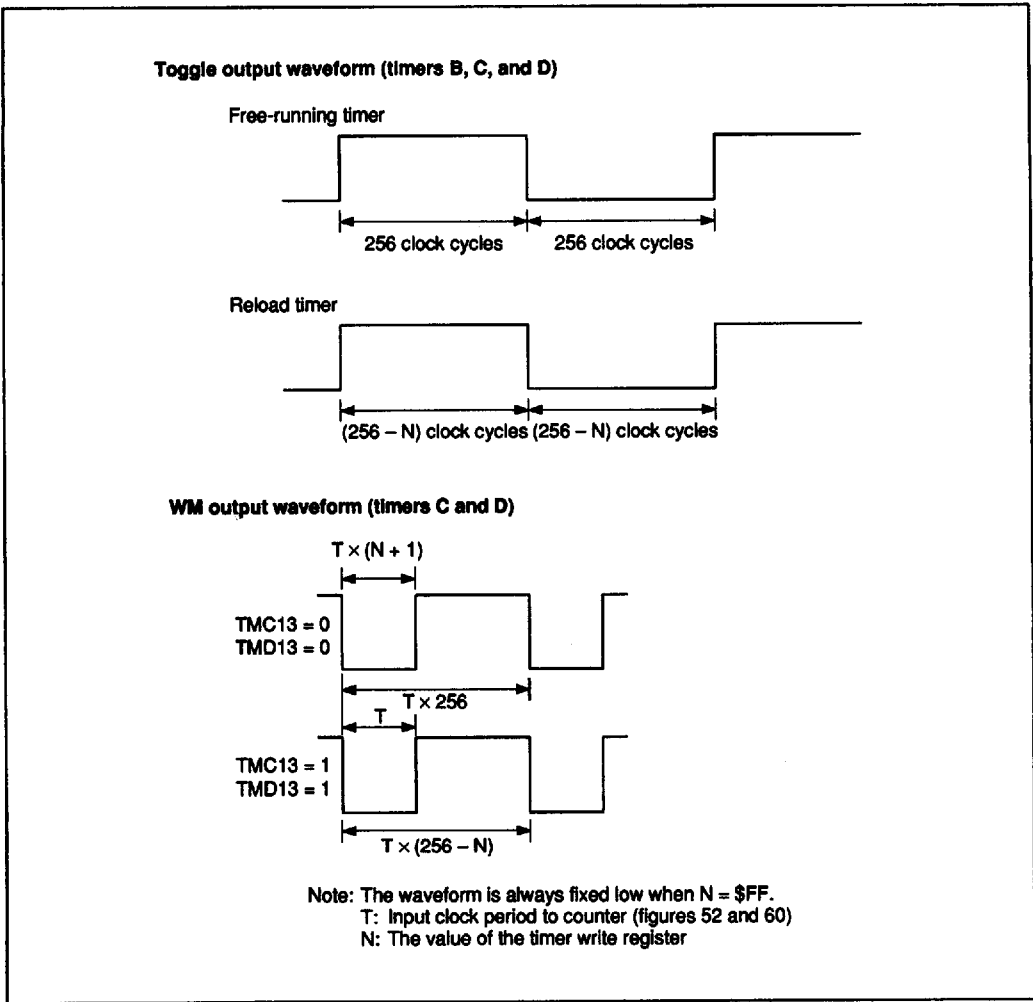 Toggle output waveform (timers B, C, and D)
Free-running timer
256 clock cycles 256 clock cycles
Reload timer
(256 – N) clock cycles (256 – N) clock cycles
WM output waveform (timers C and D)
T × (N + 1)
TMC13 = 0
TMD13 = 0
T × 256
T
TMC13 = 1
TMD13 = 1
T × (256 – N)
Note: The waveform is always fixed low when N = $FF.
T: Input clock period to counter (figures 52 and 60)
N: The value of the timer write register